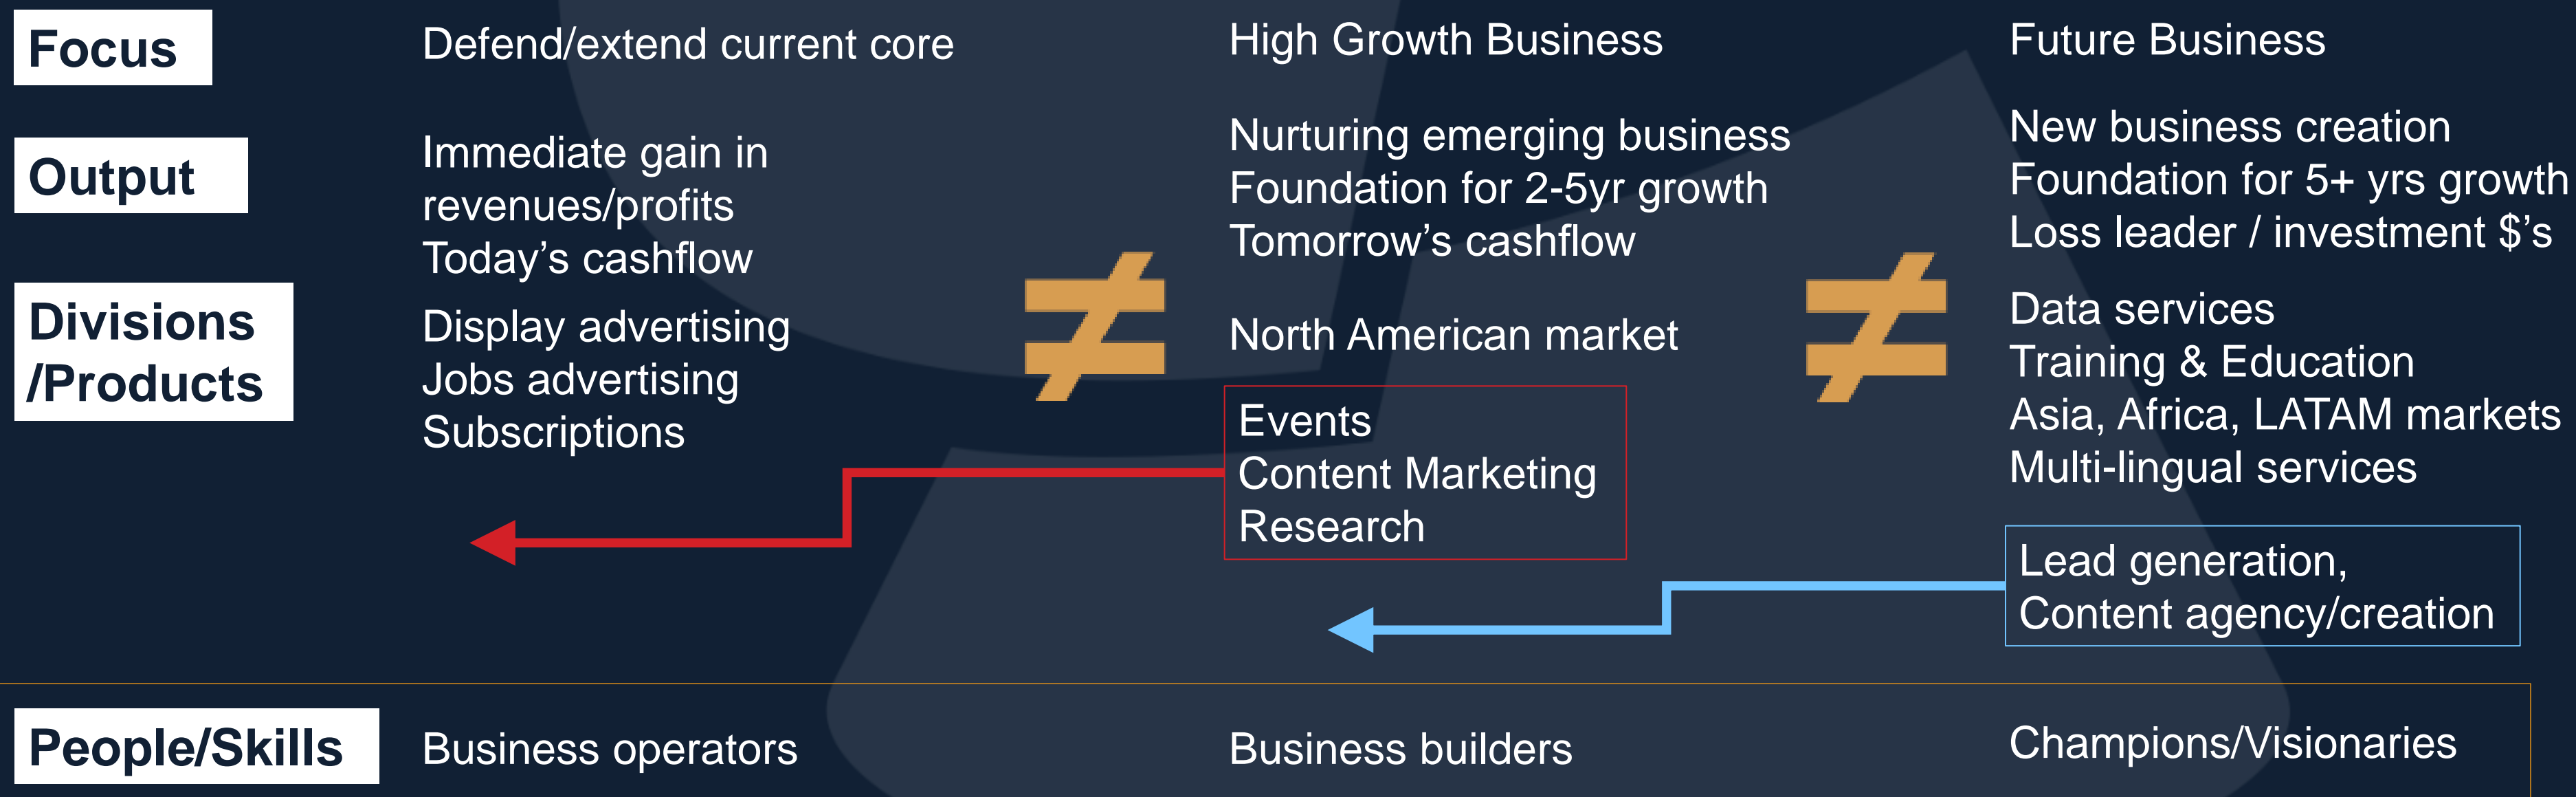 Focus
Defend/extend current core
High Growth Business
Future Business
Output
Immediate gain in
revenues/profits
Today’s cashflow
Nurturing emerging business
Foundation for 2-5yr growth
Tomorrow’s cashflow
New business creation
Foundation for 5+ yrs growth
Loss leader / investment $’s
Divisions
/Products
Display advertising
Jobs advertising
Subscriptions
≠
North American market
Events
Content Marketing
Research
≠
Data services
Training & Education
Asia, Africa, LATAM markets
Multi-lingual services
Lead generation,
Content agency/creation
People/Skills
Business operators
Business builders
Champions/Visionaries